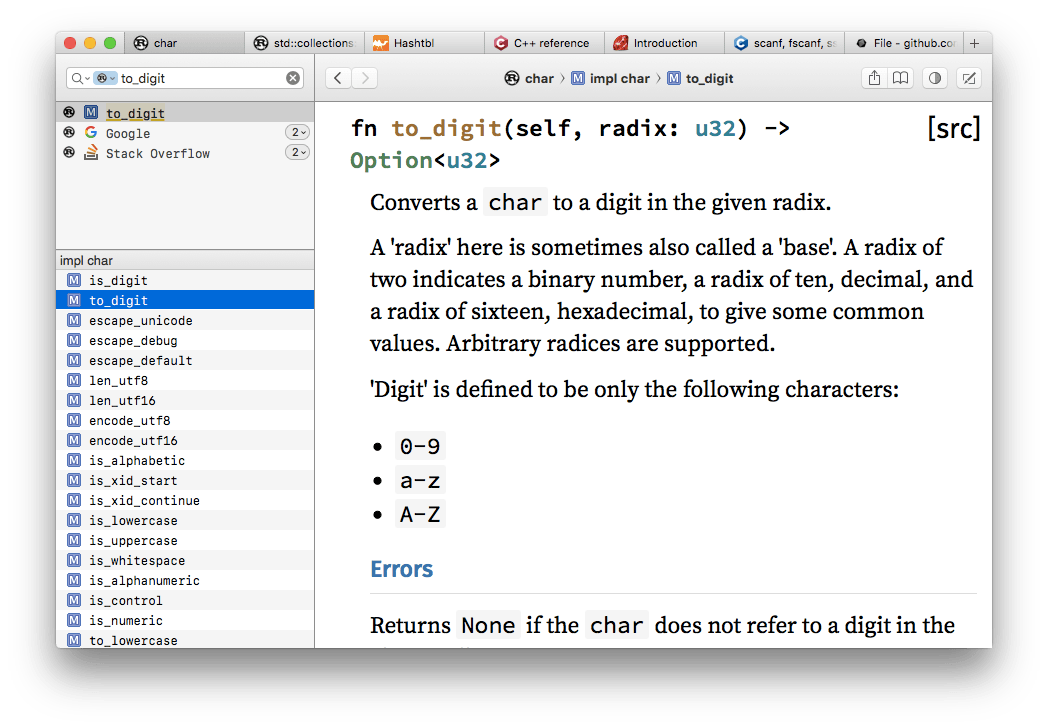 char
std::collections
Hashtbl
C++ reference
Introduction
scanf, fscanf, ss
File - github.co
to_digit
char › impl char › to_digit
to_digit
Google 2
Stack Overflow 2
impl char
is_digit
to_digit
escape_unicode
escape_debug
escape_default
len_utf8
len_utf16
encode_utf8
encode_utf16
is_alphabetic
is_xid_start
is_xid_continue
is_lowercase
is_uppercase
is_whitespace
is_alphanumeric
is_control
is_numeric
to_lowercase
fn to_digit(self, radix: u32) -> [src]
Option<u32>
Converts a char to a digit in the given radix.
A 'radix' here is sometimes also called a 'base'. A radix of
two indicates a binary number, a radix of ten, decimal, and
a radix of sixteen, hexadecimal, to give some common
values. Arbitrary radices are supported.
'Digit' is defined to be only the following characters:
• 0-9
• a-z
• A-Z
Errors
Returns None if the char does not refer to a digit in the